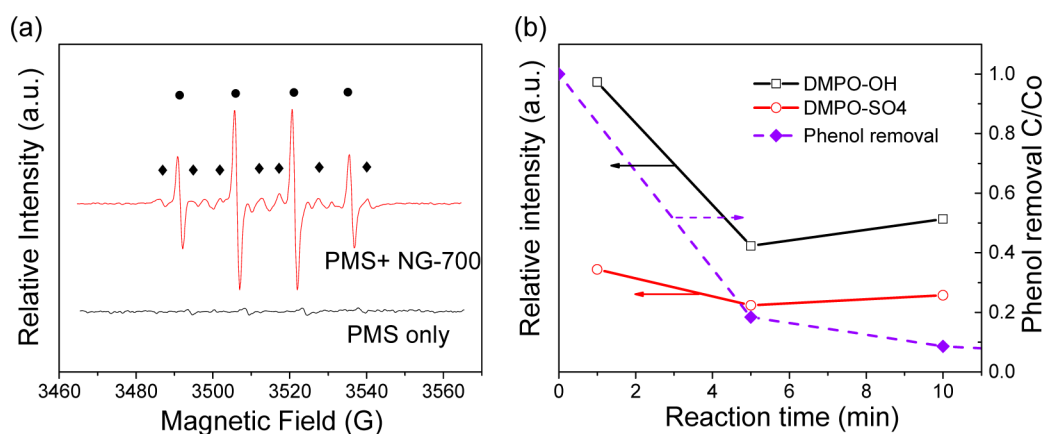 (a)
Relative Intensity (a.u.)
PMS+ NG-700
PMS only
3460
3480
3500
3520
3540
3560
Magnetic Field (G)
(b)
Relative intensity (a.u.)
DMPO-OH
DMPO-SO4
Phenol removal
0
2
4
6
8
10
Reaction time (min)
1.0
0.8
0.6
0.4
0.2
0.0
Phenol removal C/Co